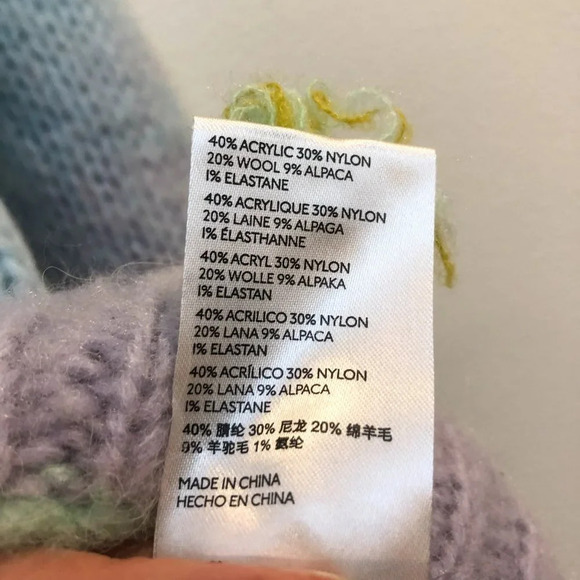 40% ACRYLIC 30% NYLON
20% WOOL 9% ALPACA
1% ELASTANE
40% ACRYLIQUE 30% NYLON
20% LAINE 9% ALPAGA
1% ÉLASTHANNE
40% ACRYL 30% NYLON
20% WOLLE 9% ALPAKA
1% ELASTAN
40% ACRILICO 30% NYLON
20% LANA 9% ALPACA
1% ELASTAN
40% ACRÍLICO 30% NYLON
20% LANA 9% ALPACA
1% ELASTANE
40% 腈纶 30% 尼龙 20% 绵羊毛
9% 羊驼毛 1% 氨纶
MADE IN CHINA
HECHO EN CHINA